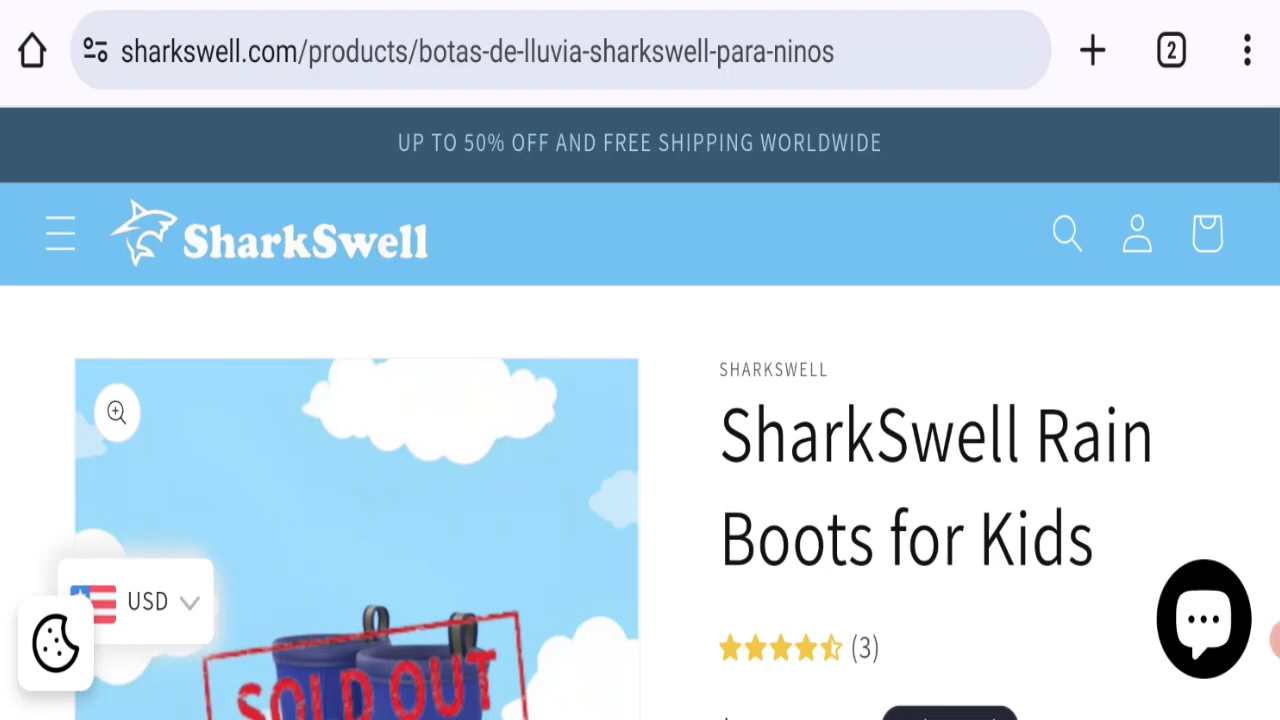 sharkswell.com/products/botas-de-lluvia-sharkswell-para-ninos
2
UP TO 50% OFF AND FREE SHIPPING WORLDWIDE
SharkSwell
SHARKSWELL
SharkSwell Rain
Boots for Kids
USD
(3)
SOLD OUT